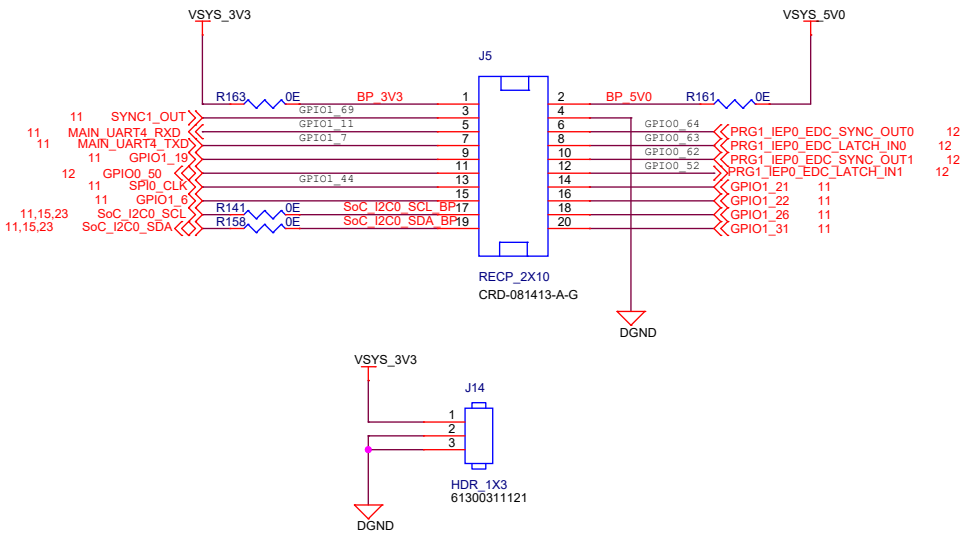 VSYS_3V3 VSYS_5V0
J5
R163 0E BP_3V3 1 2 BP_5V0 R161 0E
11 SYNC1_OUT GPIO1_69 3 4
11 MAIN_UART4_RXD GPIO1_11 5 6 GPIO0_64 PRG1_IEP0_EDC_SYNC_OUT0 12
11 MAIN_UART4_TXD GPIO1_7 7 8 GPIO0_63 PRG1_IEP0_EDC_LATCH_IN0 12
11 GPIO1_19 9 10 GPIO0_62 PRG1_IEP0_EDC_SYNC_OUT1 12
12 GPIO0_50 11 12 GPIO0_52 PRG1_IEP0_EDC_LATCH_IN1 12
11 SPI0_CLK GPIO1_44 13 14 GPIO1_21 11
11 GPIO1_6 15 16 GPIO1_22 11
11,15,23 SoC_I2C0_SCL R141 0E SoC_I2C0_SCL_BP 17 18 GPIO1_26 11
11,15,23 SoC_I2C0_SDA R158 0E SoC_I2C0_SDA_BP 19 20 GPIO1_31 11
RECP_2X10
CRD-081413-A-G
DGND
VSYS_3V3
J14
1
2
3
HDR_1X3
61300311121
DGND